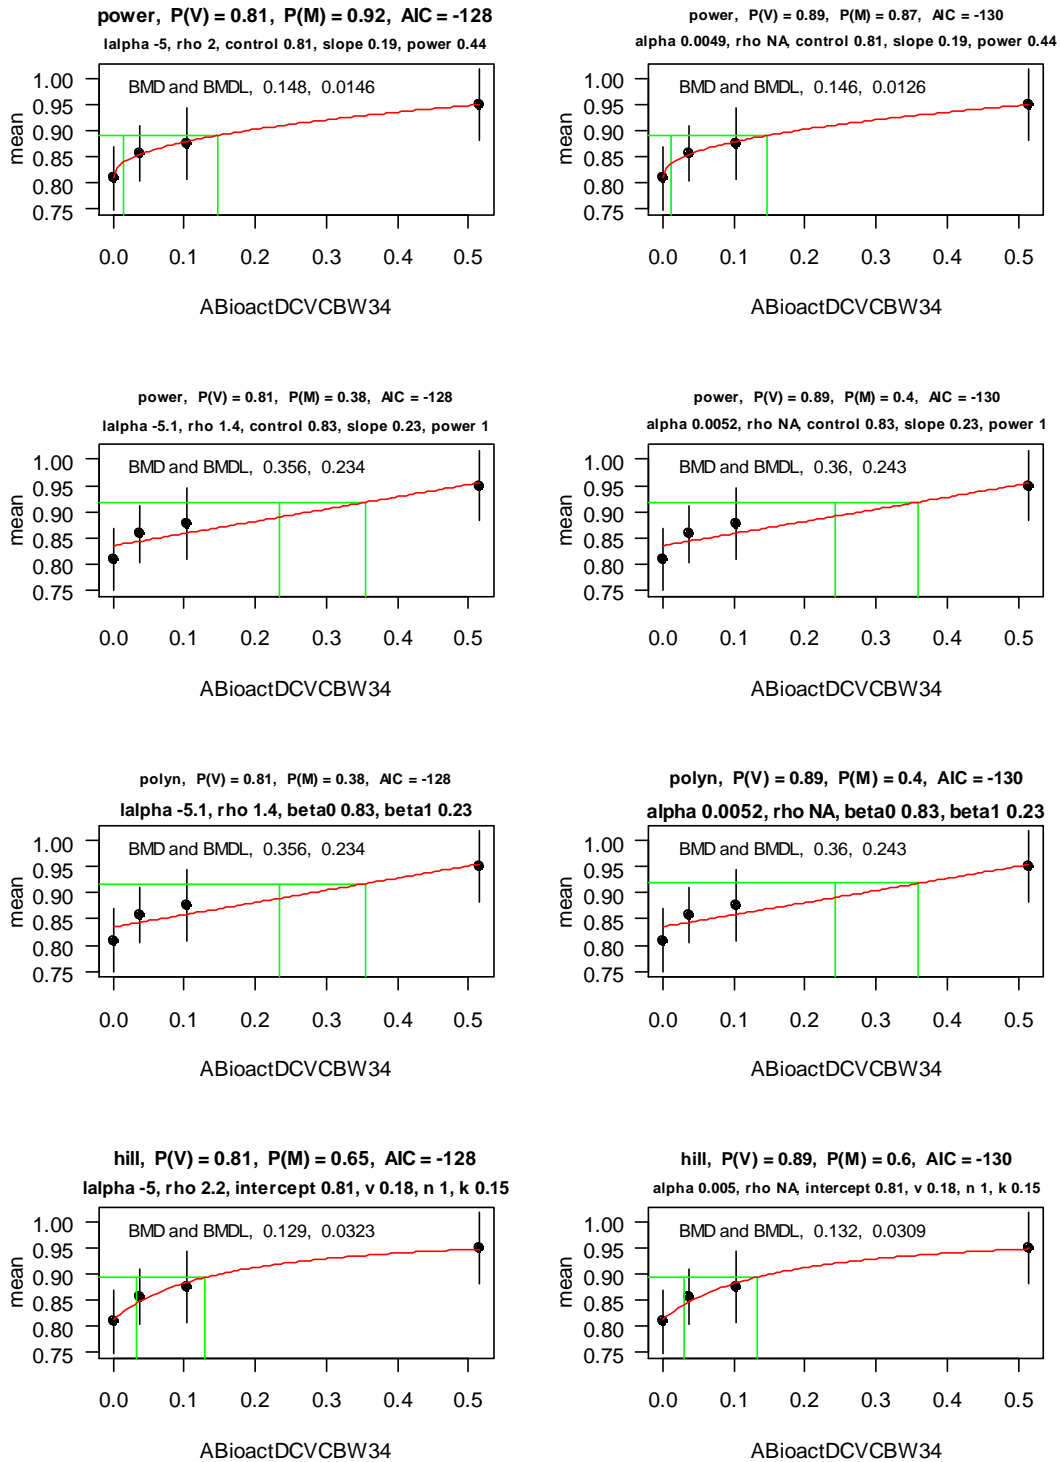 power, P(V) = 0.81, P(M) = 0.92, AIC = -128
lalpha -5, rho 2, control 0.81, slope 0.19, power 0.44
BMD and BMDL, 0.148, 0.0146
1.00
0.95
0.90
0.85
0.80
0.75
mean
0.0 0.1 0.2 0.3 0.4 0.5
ABioactDCVCBW34
power, P(V) = 0.89, P(M) = 0.87, AIC = -130
alpha 0.0049, rho NA, control 0.81, slope 0.19, power 0.44
BMD and BMDL, 0.146, 0.0126
1.00
0.95
0.90
0.85
0.80
0.75
mean
0.0 0.1 0.2 0.3 0.4 0.5
ABioactDCVCBW34
power, P(V) = 0.81, P(M) = 0.38, AIC = -128
lalpha -5.1, rho 1.4, control 0.83, slope 0.23, power 1
BMD and BMDL, 0.356, 0.234
1.00
0.95
0.90
0.85
0.80
0.75
mean
0.0 0.1 0.2 0.3 0.4 0.5
ABioactDCVCBW34
power, P(V) = 0.89, P(M) = 0.4, AIC = -130
alpha 0.0052, rho NA, control 0.83, slope 0.23, power 1
BMD and BMDL, 0.36, 0.243
1.00
0.95
0.90
0.85
0.80
0.75
mean
0.0 0.1 0.2 0.3 0.4 0.5
ABioactDCVCBW34
polyn, P(V) = 0.81, P(M) = 0.38, AIC = -128
lalpha -5.1, rho 1.4, beta0 0.83, beta1 0.23
BMD and BMDL, 0.356, 0.234
1.00
0.95
0.90
0.85
0.80
0.75
mean
0.0 0.1 0.2 0.3 0.4 0.5
ABioactDCVCBW34
polyn, P(V) = 0.89, P(M) = 0.4, AIC = -130
alpha 0.0052, rho NA, beta0 0.83, beta1 0.23
BMD and BMDL, 0.36, 0.243
1.00
0.95
0.90
0.85
0.80
0.75
mean
0.0 0.1 0.2 0.3 0.4 0.5
ABioactDCVCBW34
hill, P(V) = 0.81, P(M) = 0.65, AIC = -128
lalpha -5, rho 2.2, intercept 0.81, v 0.18, n 1, k 0.15
BMD and BMDL, 0.129, 0.0323
1.00
0.95
0.90
0.85
0.80
0.75
mean
0.0 0.1 0.2 0.3 0.4 0.5
ABioactDCVCBW34
hill, P(V) = 0.89, P(M) = 0.6, AIC = -130
alpha 0.005, rho NA, intercept 0.81, v 0.18, n 1, k 0.15
BMD and BMDL, 0.132, 0.0309
1.00
0.95
0.90
0.85
0.80
0.75
mean
0.0 0.1 0.2 0.3 0.4 0.5
ABioactDCVCBW34